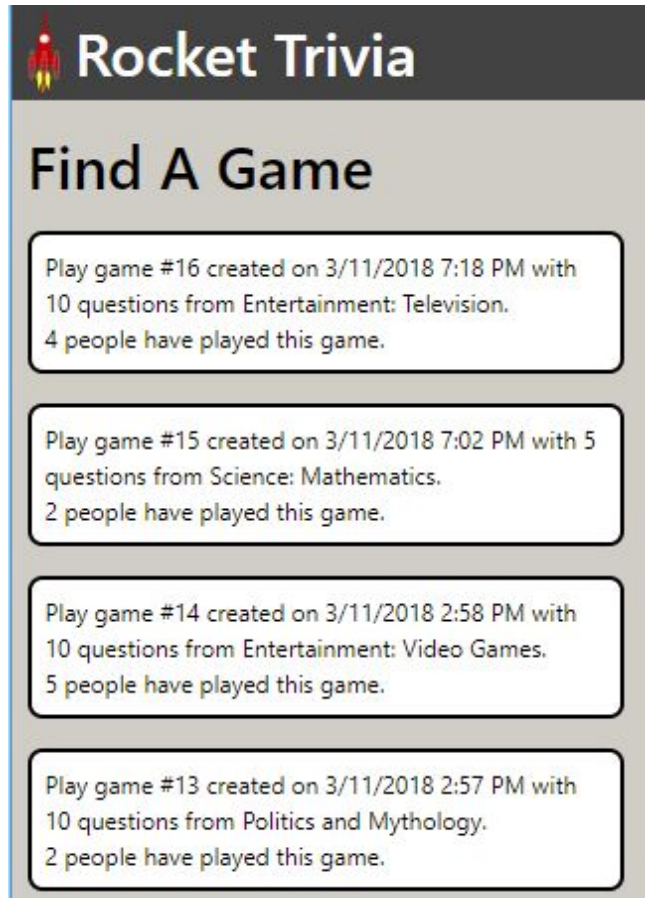 Rocket Trivia
Find A Game
Play game #16 created on 3/11/2018 7:18 PM with
10 questions from Entertainment: Television.
4 people have played this game.
Play game #15 created on 3/11/2018 7:02 PM with 5
questions from Science: Mathematics.
2 people have played this game.
Play game #14 created on 3/11/2018 2:58 PM with
10 questions from Entertainment: Video Games.
5 people have played this game.
Play game #13 created on 3/11/2018 2:57 PM with
10 questions from Politics and Mythology.
2 people have played this game.